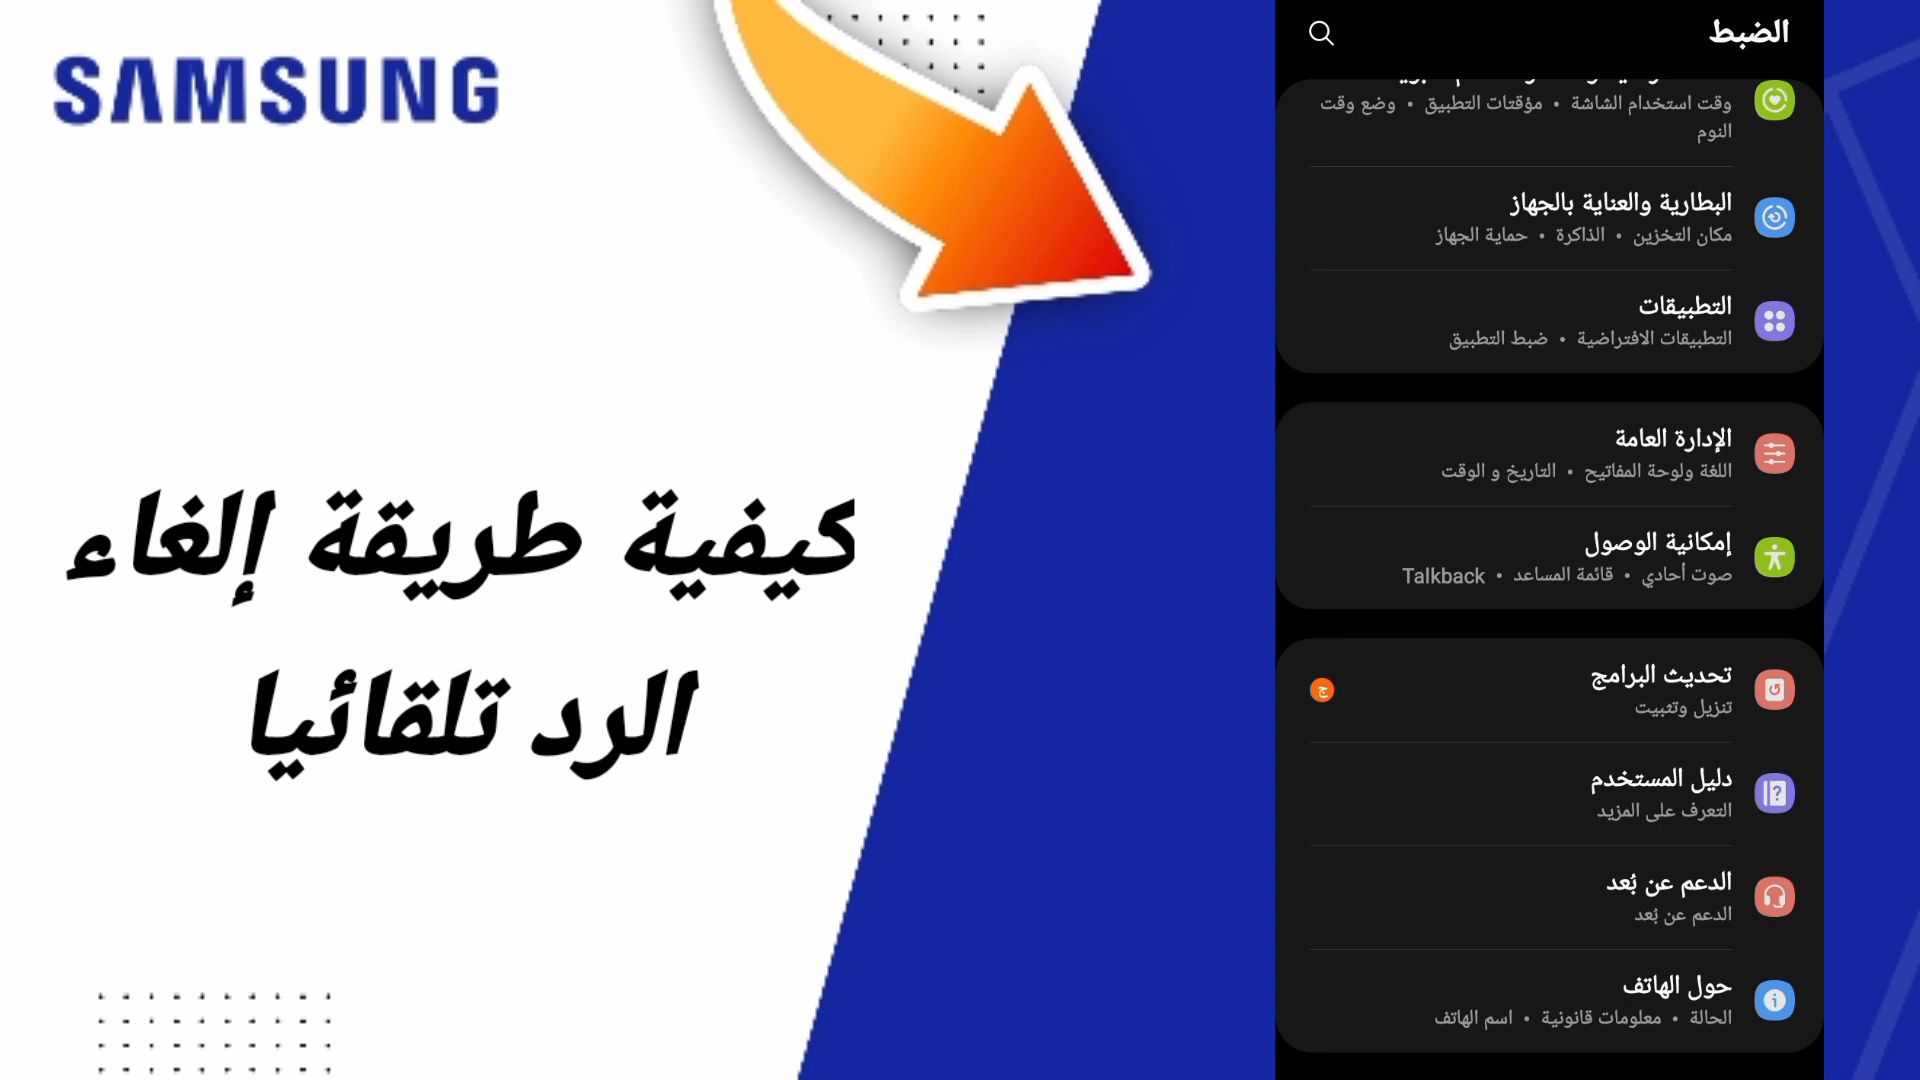 SAMSUNG
كيفية طريقة إلغاء
الرد تلقائيا
الضبط
وقت استخدام الشاشة • مؤقتات التطبيق • وضع وقت
النوم
البطارية والعناية بالجهاز
مكان التخزين • الذاكرة • حماية الجهاز
التطبيقات
التطبيقات الافتراضية • ضبط التطبيق
الإدارة العامة
اللغة ولوحة المفاتيح • التاريخ و الوقت
إمكانية الوصول
صوت أحادي • قائمة المساعد • Talkback
تحديث البرامج
ج
تنزيل وتثبيت
دليل المستخدم
التعرف على المزيد
الدعم عن بُعد
الدعم عن بُعد
حول الهاتف
الحالة • معلومات قانونية • اسم الهاتف